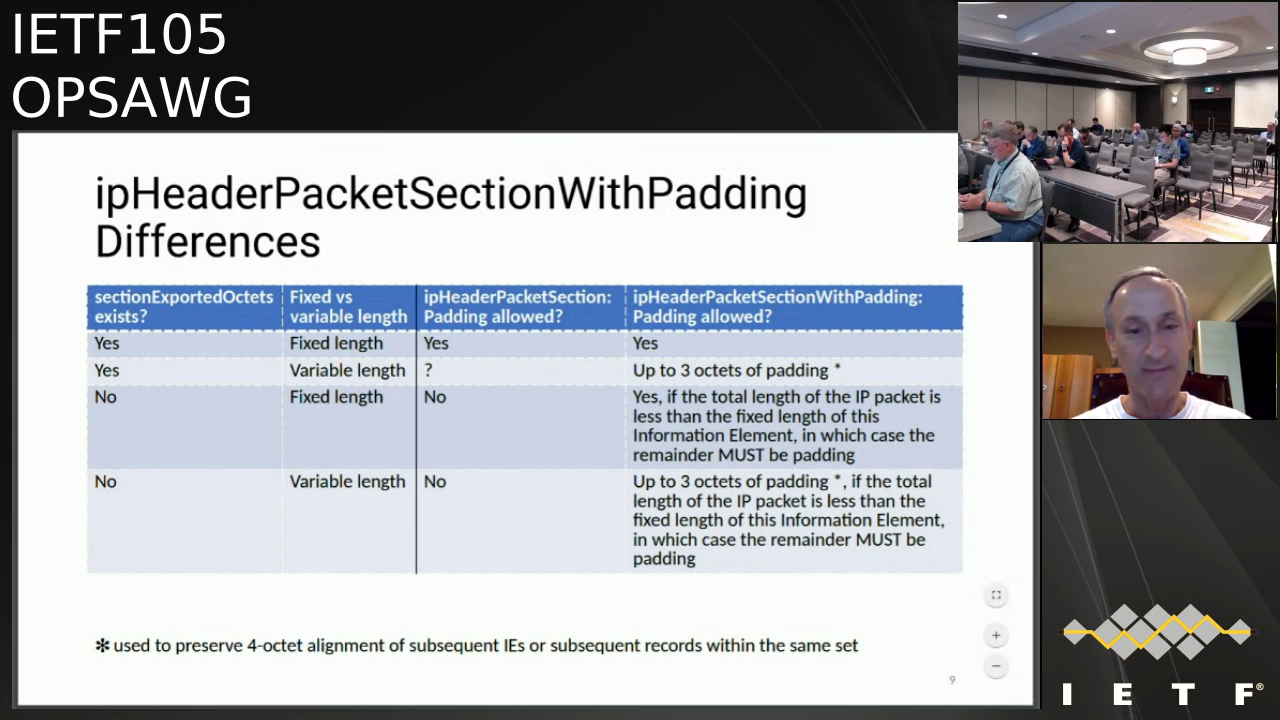 IETF105
OPSAWG
ipHeaderPacketSectionWithPadding
Differences
sectionExportedOctets exists?
Fixed vs variable length
ipHeaderPacketSection: Padding allowed?
ipHeaderPacketSectionWithPadding: Padding allowed?
Yes
Fixed length
Yes
Yes
Yes
Variable length
?
Up to 3 octets of padding *
No
Fixed length
No
Yes, if the total length of the IP packet is
less than the fixed length of this
Information Element, in which case the
remainder MUST be padding
No
Variable length
No
Up to 3 octets of padding *, if the total
length of the IP packet is less than the
fixed length of this Information Element,
in which case the remainder MUST be
padding
✻ used to preserve 4-octet alignment of subsequent IEs or subsequent records within the same set
9
I E T F®